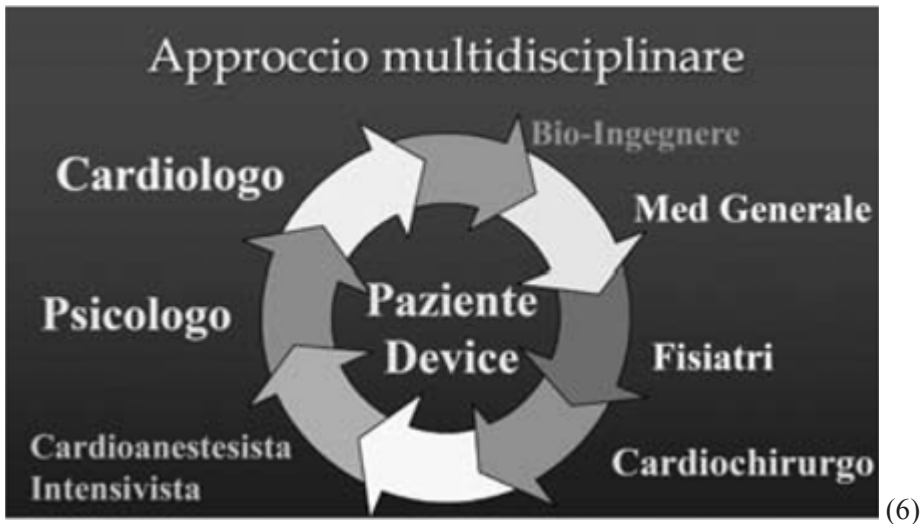 Approccio multidisciplinare
Bio-Ingegnere
Cardiologo
Med Generale
Paziente
Device
Psicologo
Fisiatri
Cardioanestesista
Intensivista
Cardiochirurgo
(6)